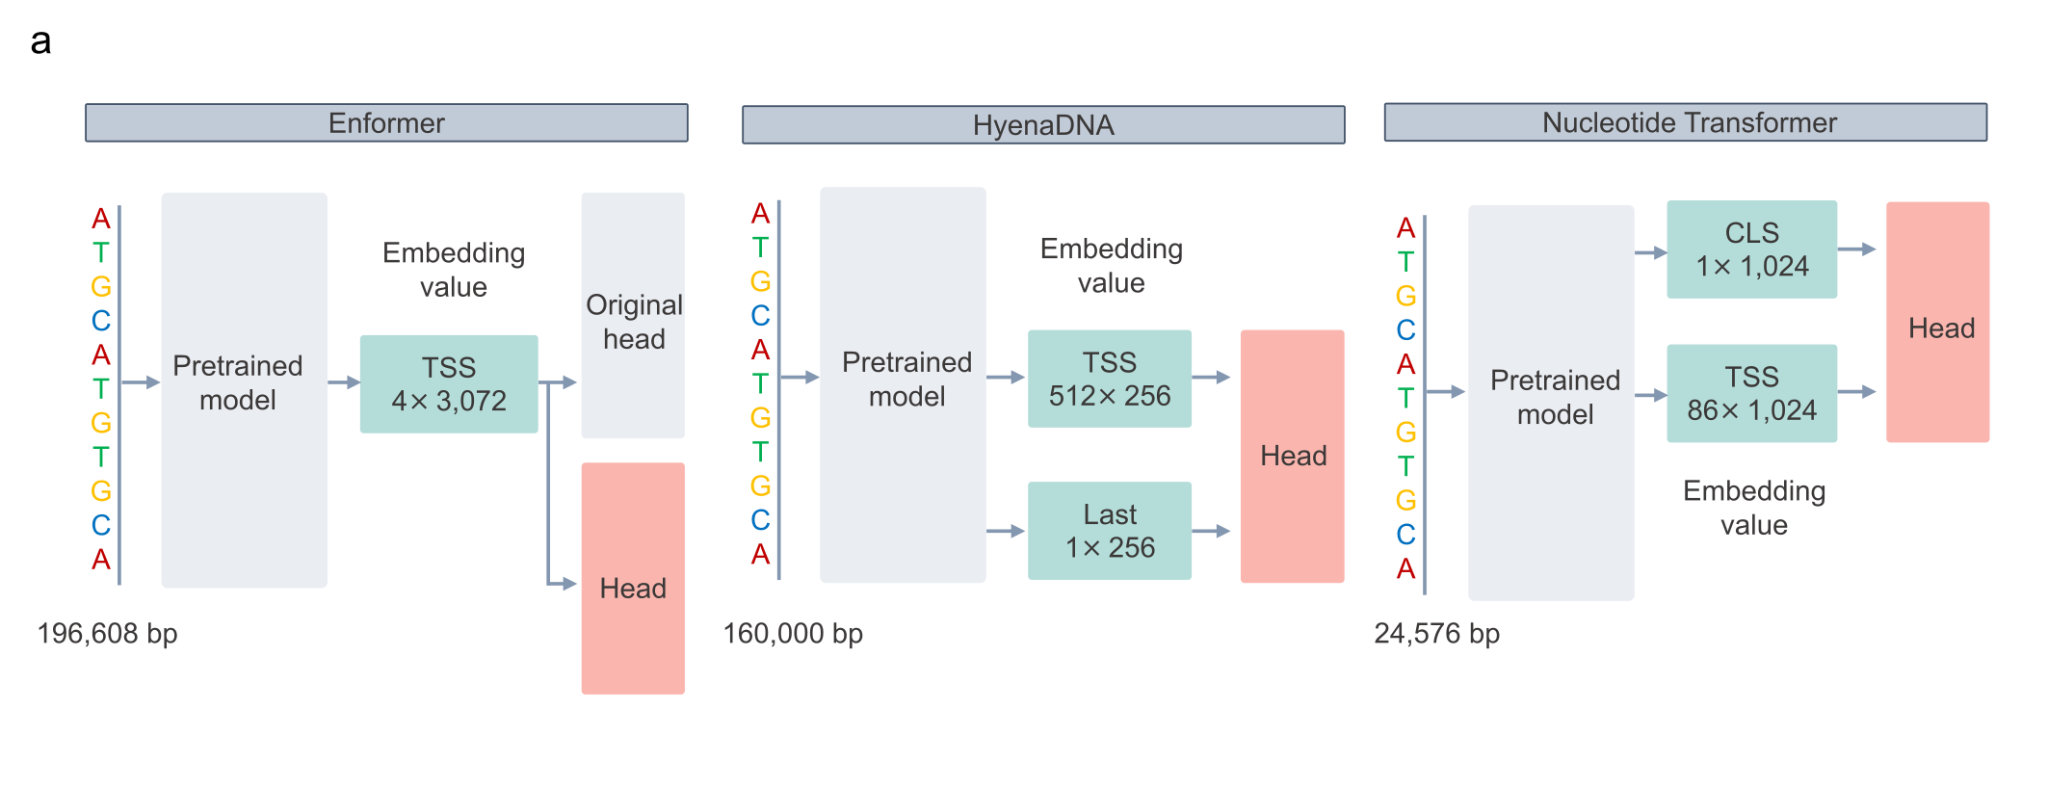 a
Enformer
A
T
G
C
A
T
G
T
G
C
A
196,608 bp
Pretrained
model
Embedding
value
TSS
4× 3,072
Original
head
Head
HyenaDNA
A
T
G
C
A
T
G
T
G
C
A
160,000 bp
Pretrained
model
Embedding
value
TSS
512× 256
Last
1× 256
Head
Nucleotide Transformer
A
T
G
C
A
T
G
T
G
C
A
24,576 bp
Pretrained
model
CLS
1× 1,024
TSS
86× 1,024
Embedding
value
Head